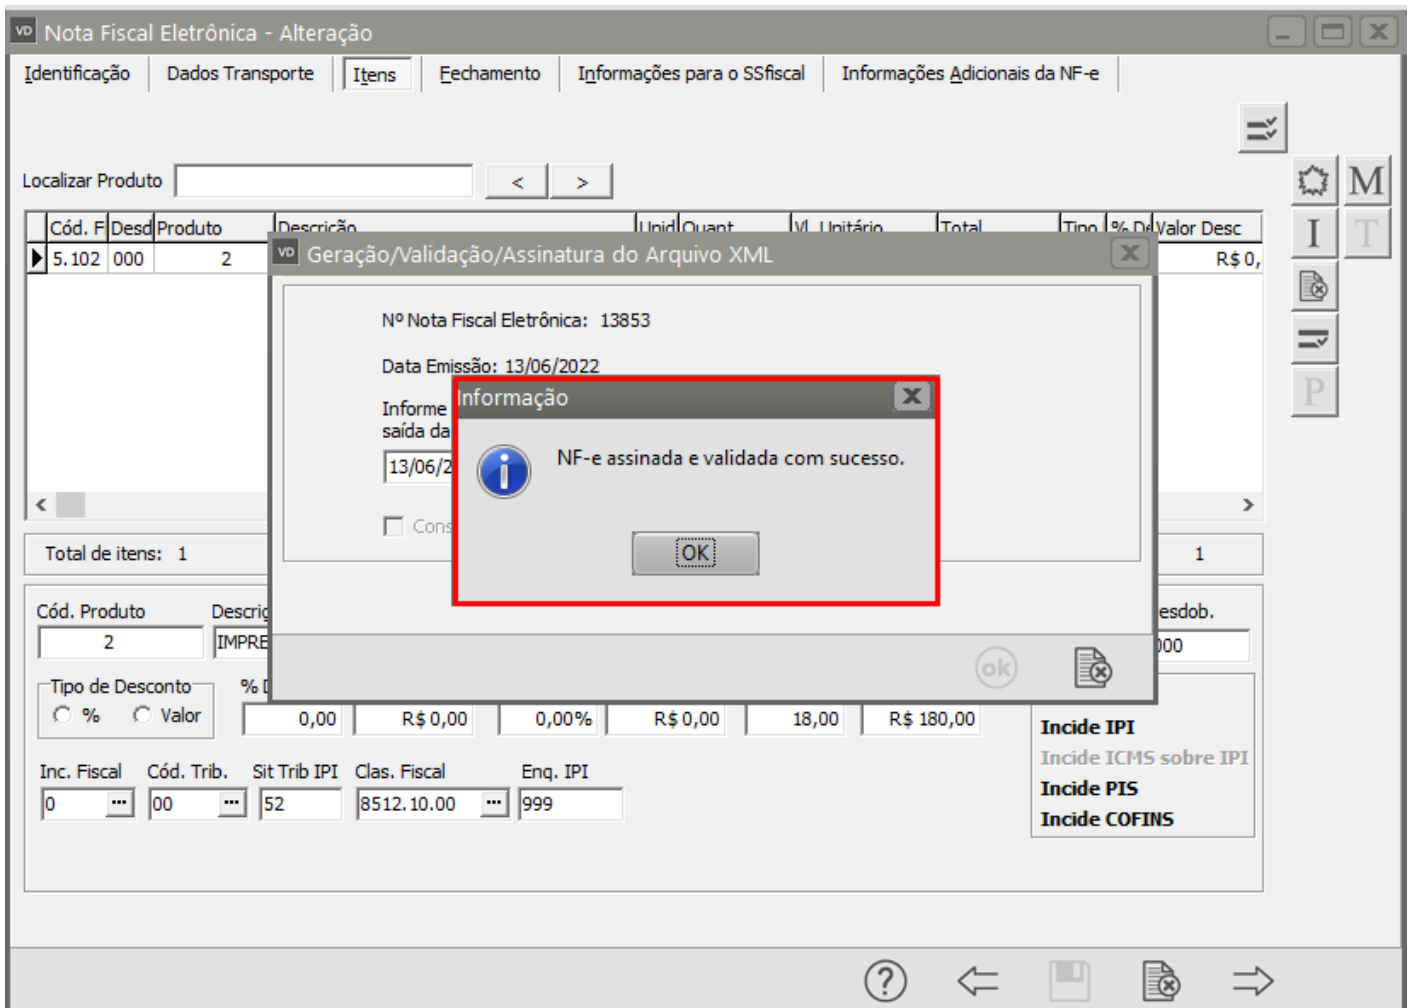 VD Nota Fiscal Eletrônica - Alteração
Identificação Dados Transporte Itens Fechamento Informações para o SSfiscal Informações Adicionais da NF-e
Localizar Produto < >
Cód. F Desd Produto Descrição Unid Quant Vl. Unitário Total Tipo % De Valor Desc
5.102 000 2 R$ 0,
VD Geração/Validação/Assinatura do Arquivo XML
Nº Nota Fiscal Eletrônica: 13853
Data Emissão: 13/06/2022
Informe
saída da
13/06/2
Cons
Informação
NF-e assinada e validada com sucesso.
OK
ok
M
I T
P
Total de itens: 1 1
Cód. Produto Descriç esdob.
2 IMPRE 000
Tipo de Desconto % D
% Valor 0,00 R$ 0,00 0,00% R$ 0,00 18,00 R$ 180,00
Incide IPI
Incide ICMS sobre IPI
Incide PIS
Incide COFINS
Inc. Fiscal Cód. Trib. Sit Trib IPI Clas. Fiscal Enq. IPI
0 ... 00 ... 52 8512.10.00 ... 999
?